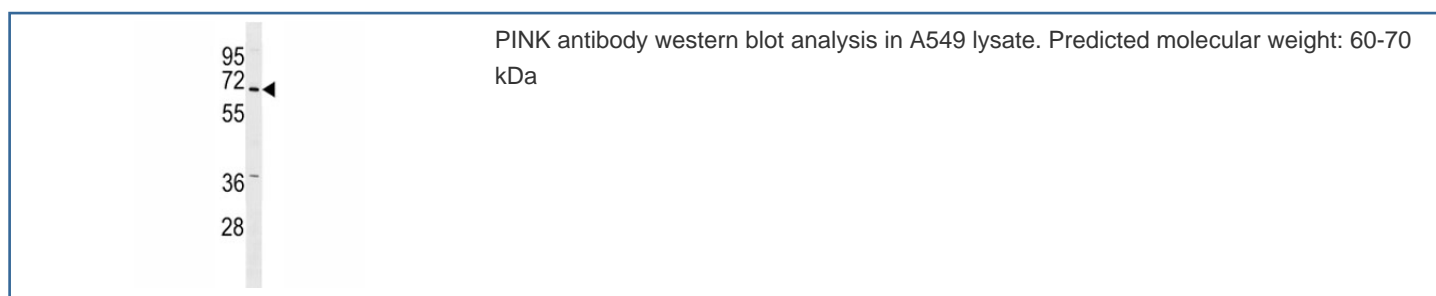 95
72
55
36
28
PINK antibody western blot analysis in A549 lysate. Predicted molecular weight: 60-70
kDa